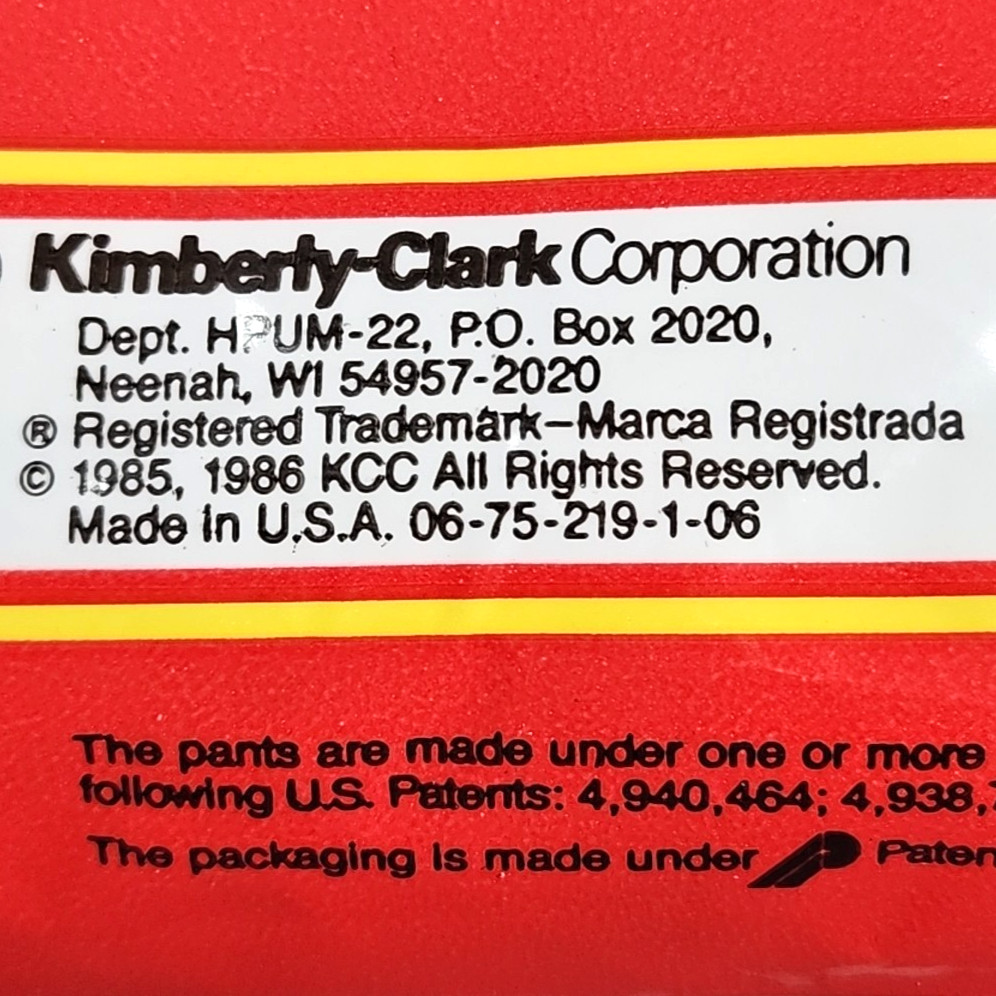 Kimberly-Clark Corporation
Dept. HPUM-22, P.O. Box 2020,
Neenah, WI 54957-2020
® Registered Trademark–Marca Registrada
© 1985, 1986 KCC All Rights Reserved.
Made in U.S.A. 06-75-219-1-06
The pants are made under one or more
following U.S. Patents: 4,940,464; 4,938,
The packaging is made under